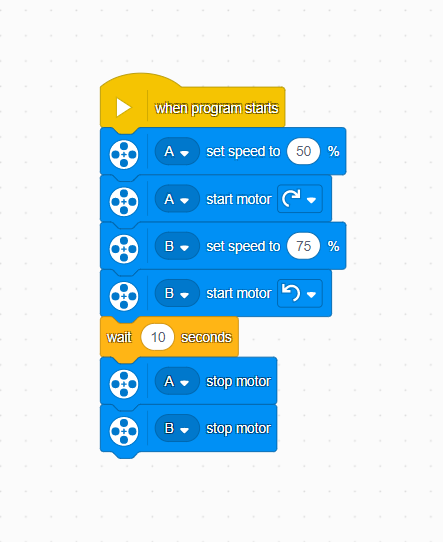 when program starts
A set speed to 50 %
A start motor
B set speed to 75 %
B start motor
wait 10 seconds
A stop motor
B stop motor